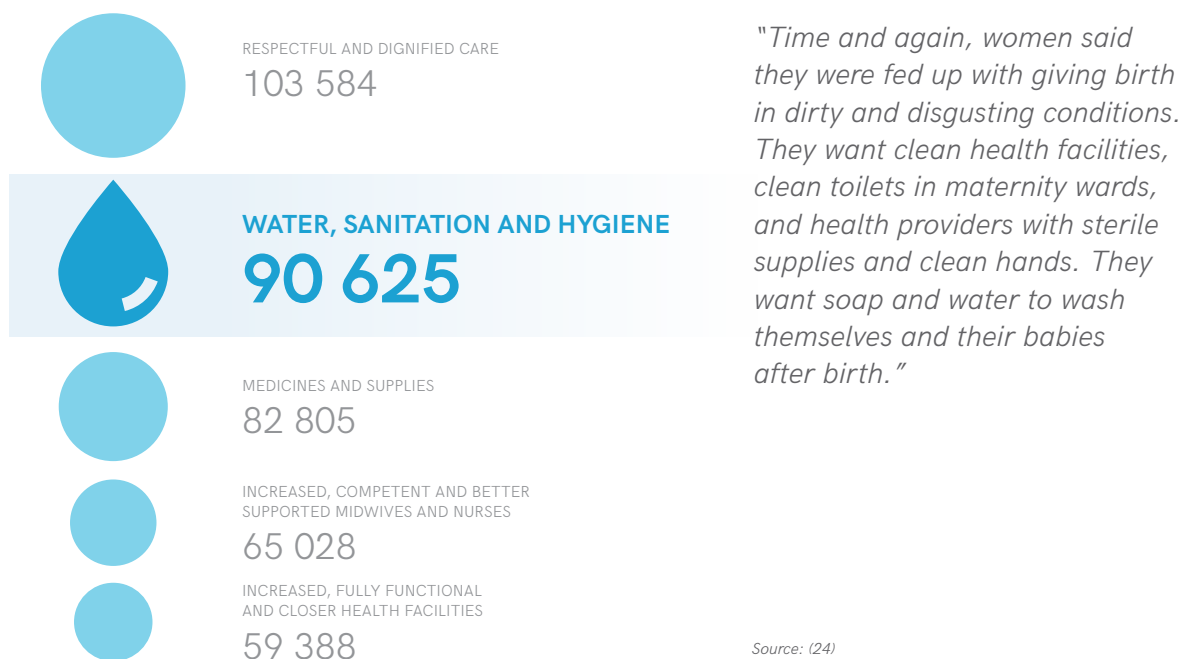 RESPECTFUL AND DIGNIFIED CARE
103 584
WATER, SANITATION AND HYGIENE
90 625
MEDICINES AND SUPPLIES
82 805
INCREASED, COMPETENT AND BETTER
SUPPORTED MIDWIVES AND NURSES
65 028
INCREASED, FULLY FUNCTIONAL
AND CLOSER HEALTH FACILITIES
59 388
“Time and again, women said
they were fed up with giving birth
in dirty and disgusting conditions.
They want clean health facilities,
clean toilets in maternity wards,
and health providers with sterile
supplies and clean hands. They
want soap and water to wash
themselves and their babies
after birth.”
Source: (24)